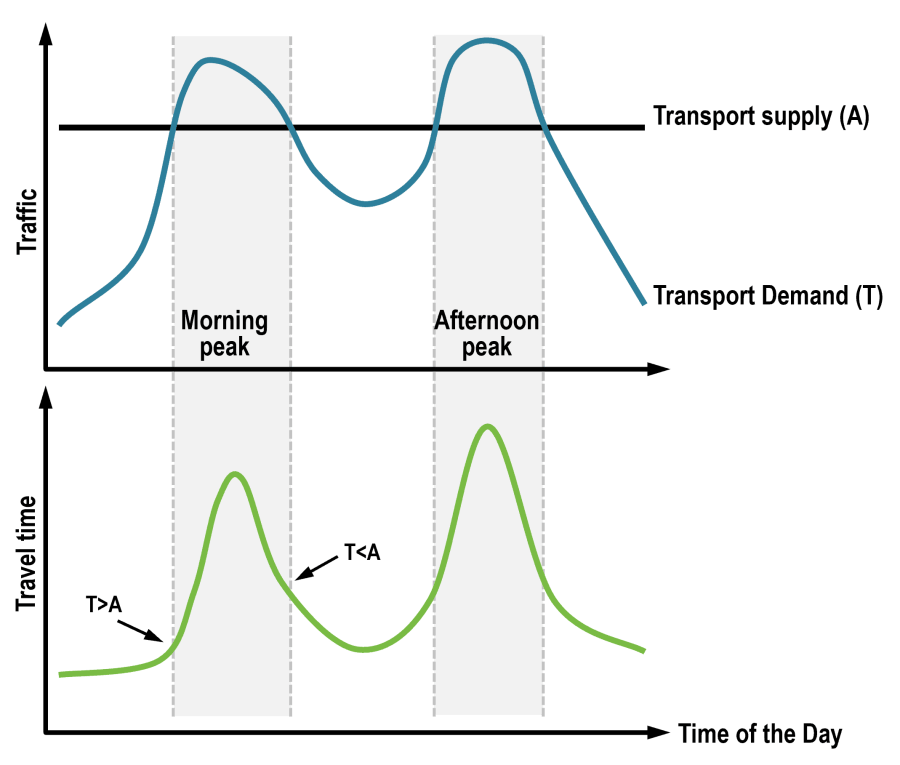 Traffic
Transport supply (A)
Transport Demand (T)
Morning
peak
Afternoon
peak
Travel time
T>A
T<A
Time of the Day